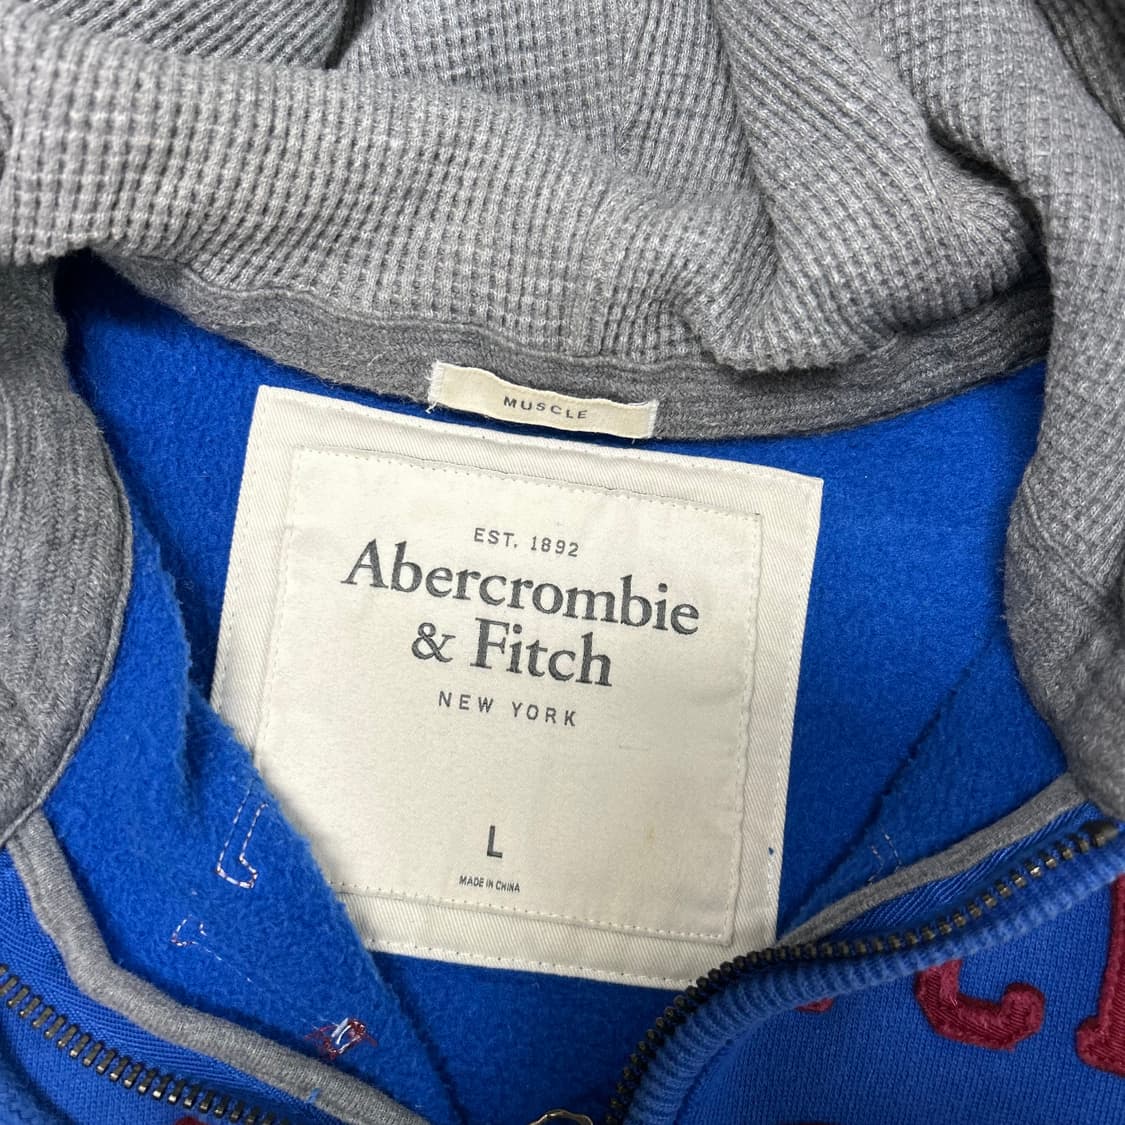 MUSCLE
EST. 1892
Abercrombie
& Fitch
NEW YORK
L
MADE IN CHINA